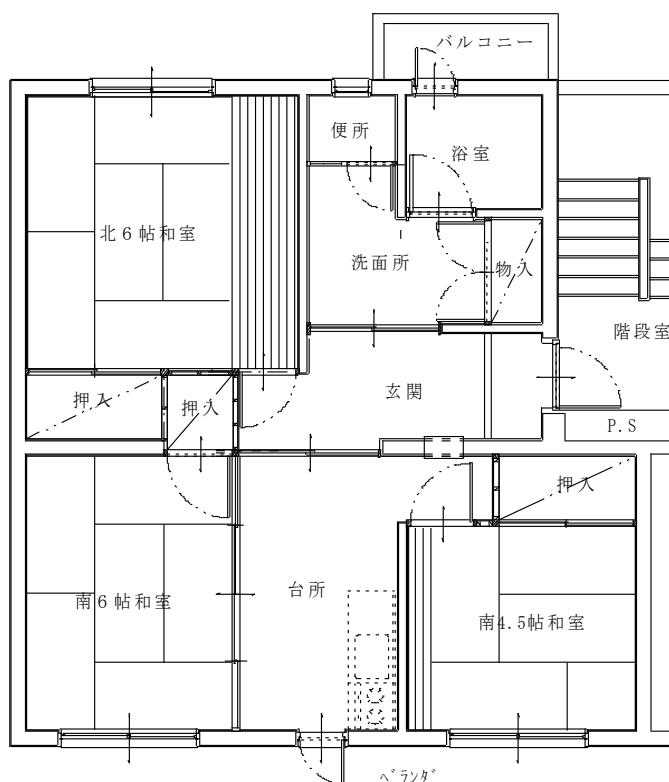 バルコニー
便所
浴室
北6帖和室
洗面所
物入
階段室
押入
押入
玄関
P.S
押入
台所
南6帖和室
南4.5帖和室
ﾍﾞﾗﾝﾀﾞ